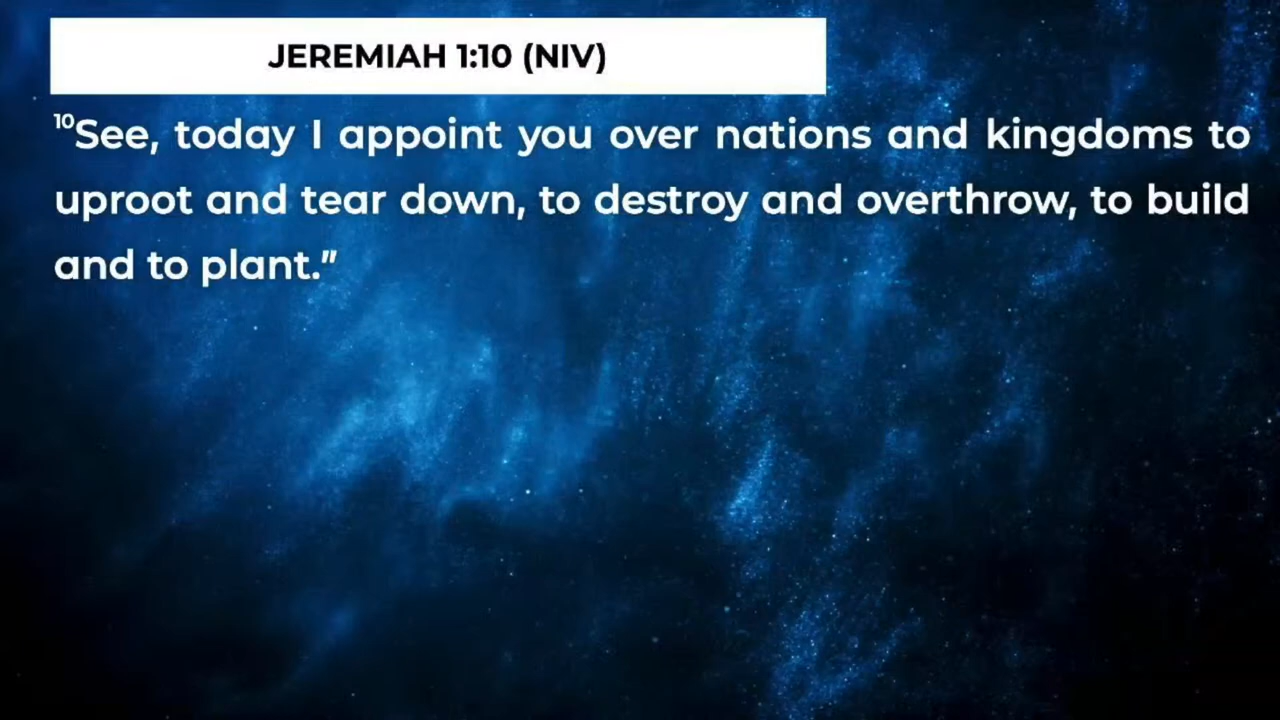 JEREMIAH 1:10 (NIV)
¹⁰See, today I appoint you over nations and kingdoms to
uproot and tear down, to destroy and overthrow, to build
and to plant.”